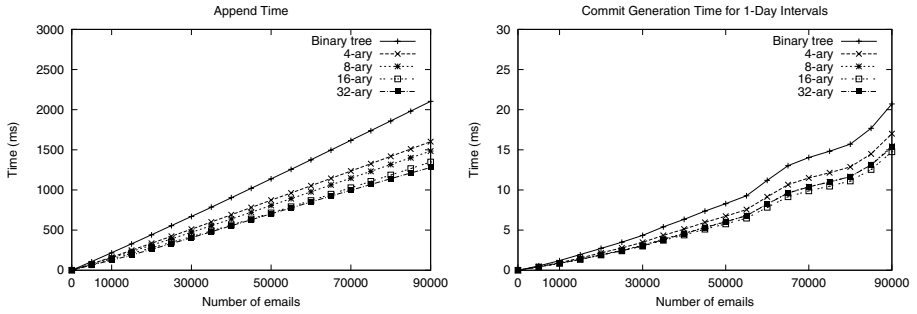 Append Time
3000
2500
2000
1500
1000
500
0
Time (ms)
Binary tree
4-ary
8-ary
16-ary
32-ary
0 10000 30000 50000 70000 90000
Number of emails
Commit Generation Time for 1-Day Intervals
30
25
20
15
10
5
0
Time (ms)
Binary tree
4-ary
8-ary
16-ary
32-ary
0 10000 30000 50000 70000 90000
Number of emails